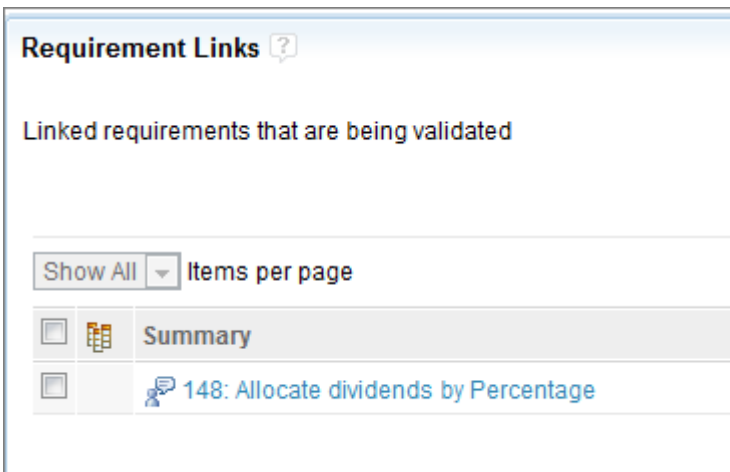 Requirement Links ?
Linked requirements that are being validated
Show All Items per page
Summary
148: Allocate dividends by Percentage